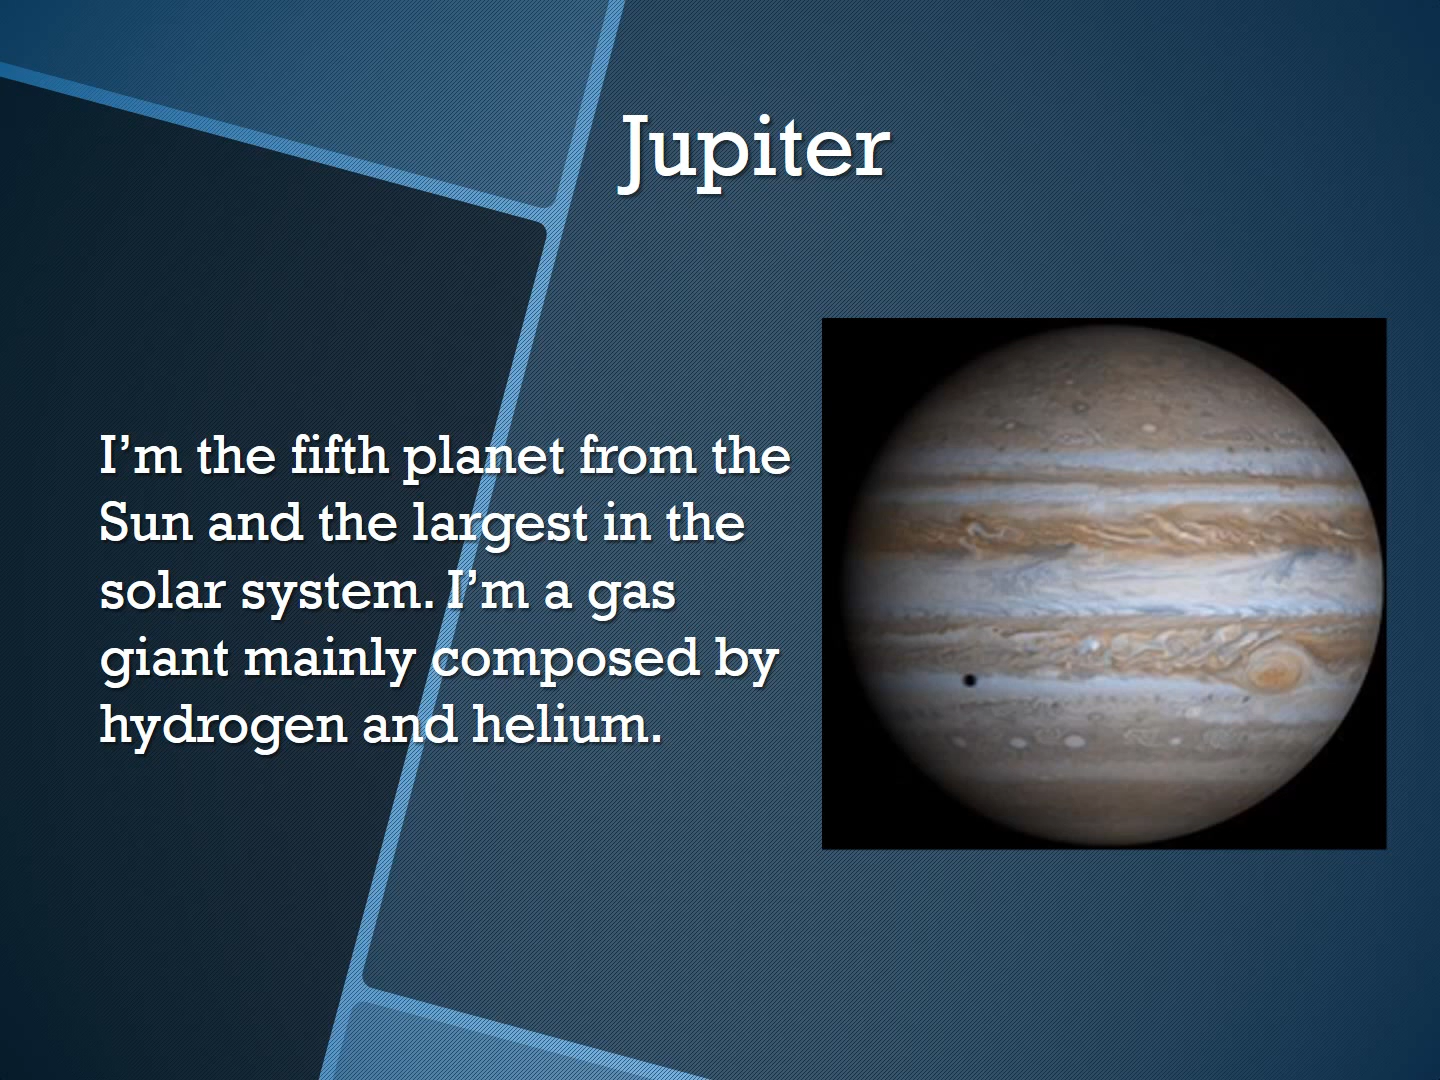 Jupiter
I’m the fifth planet from the
Sun and the largest in the
solar system. I’m a gas
giant mainly composed by
hydrogen and helium.